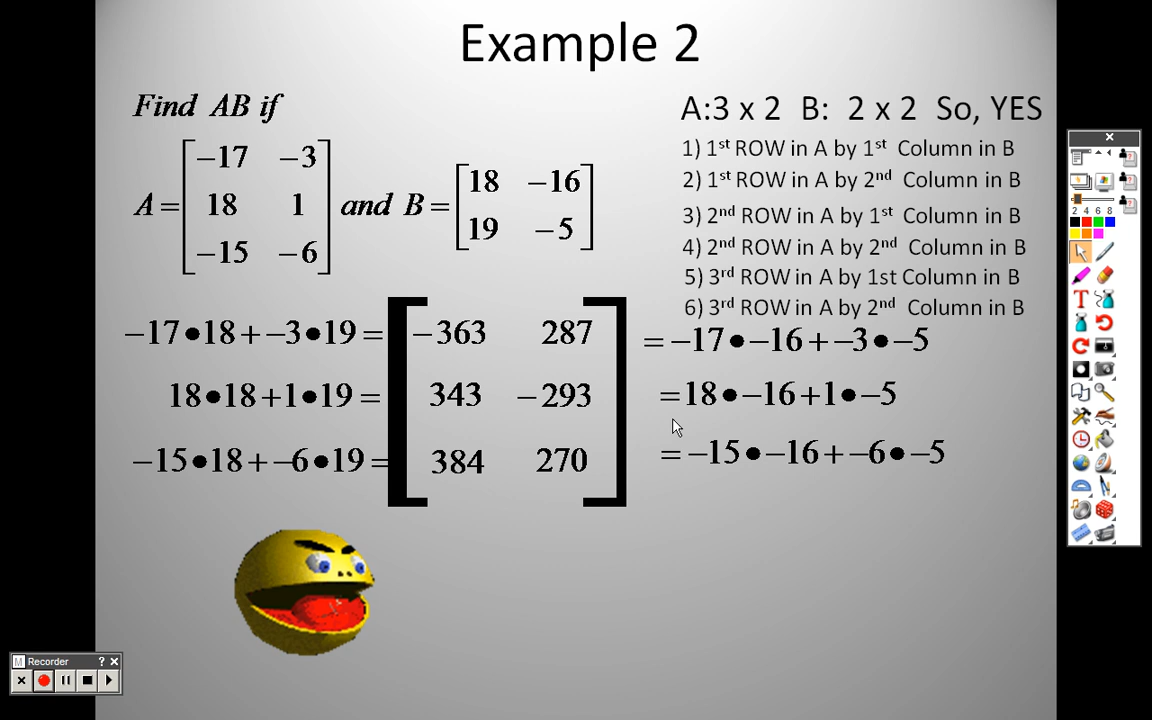 Example 2
Find AB if
A = [ −17 −3
18 1
−15 −6 ] and B = [ 18 −16
19 −5 ]
A:3 x 2 B: 2 x 2 So, YES
1) 1st ROW in A by 1st Column in B
2) 1st ROW in A by 2nd Column in B
3) 2nd ROW in A by 1st Column in B
4) 2nd ROW in A by 2nd Column in B
5) 3rd ROW in A by 1st Column in B
6) 3rd ROW in A by 2nd Column in B
−17•18+−3•19 = [ −363 287 ] = −17•−16+−3•−5
18•18+1•19 = 343 −293 = 18•−16+1•−5
−15•18+−6•19 = 384 270 = −15•−16+−6•−5
2 4 6 8
M Recorder ? x